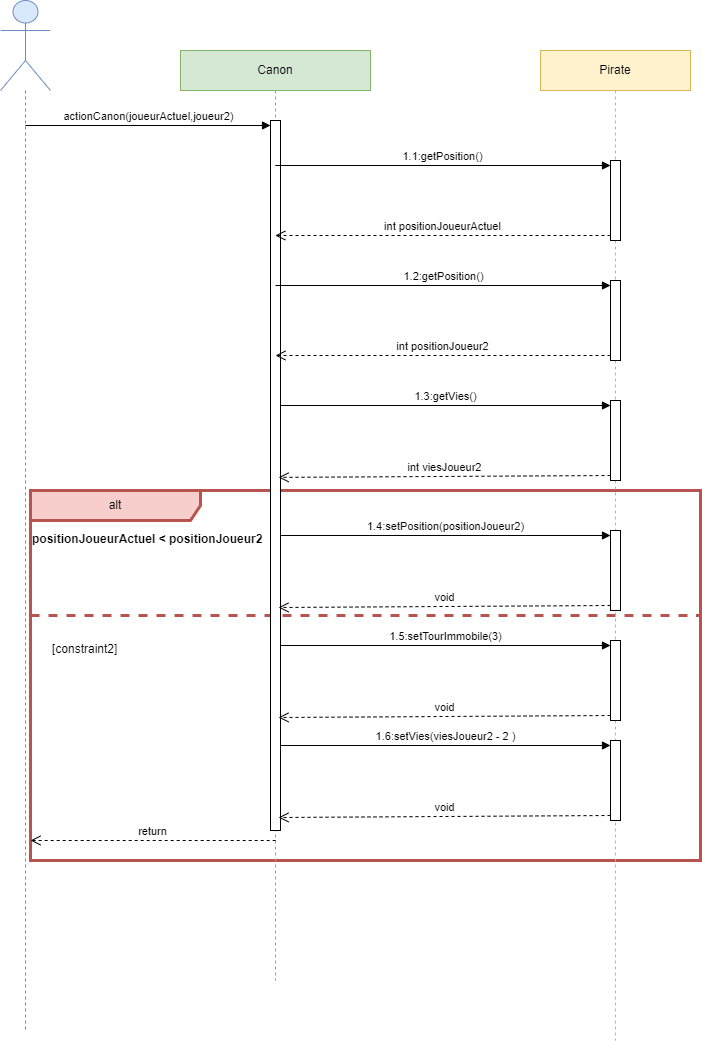 Canon
Pirate
actionCanon(joueurActuel,joueur2)
1.1:getPosition()
int positionJoueurActuel
1.2:getPosition()
int positionJoueur2
1.3:getVies()
int viesJoueur2
alt
1.4:setPosition(positionJoueur2)
positionJoueurActuel < positionJoueur2
void
1.5:setTourImmobile(3)
[constraint2]
void
1.6:setVies(viesJoueur2 - 2 )
void
return